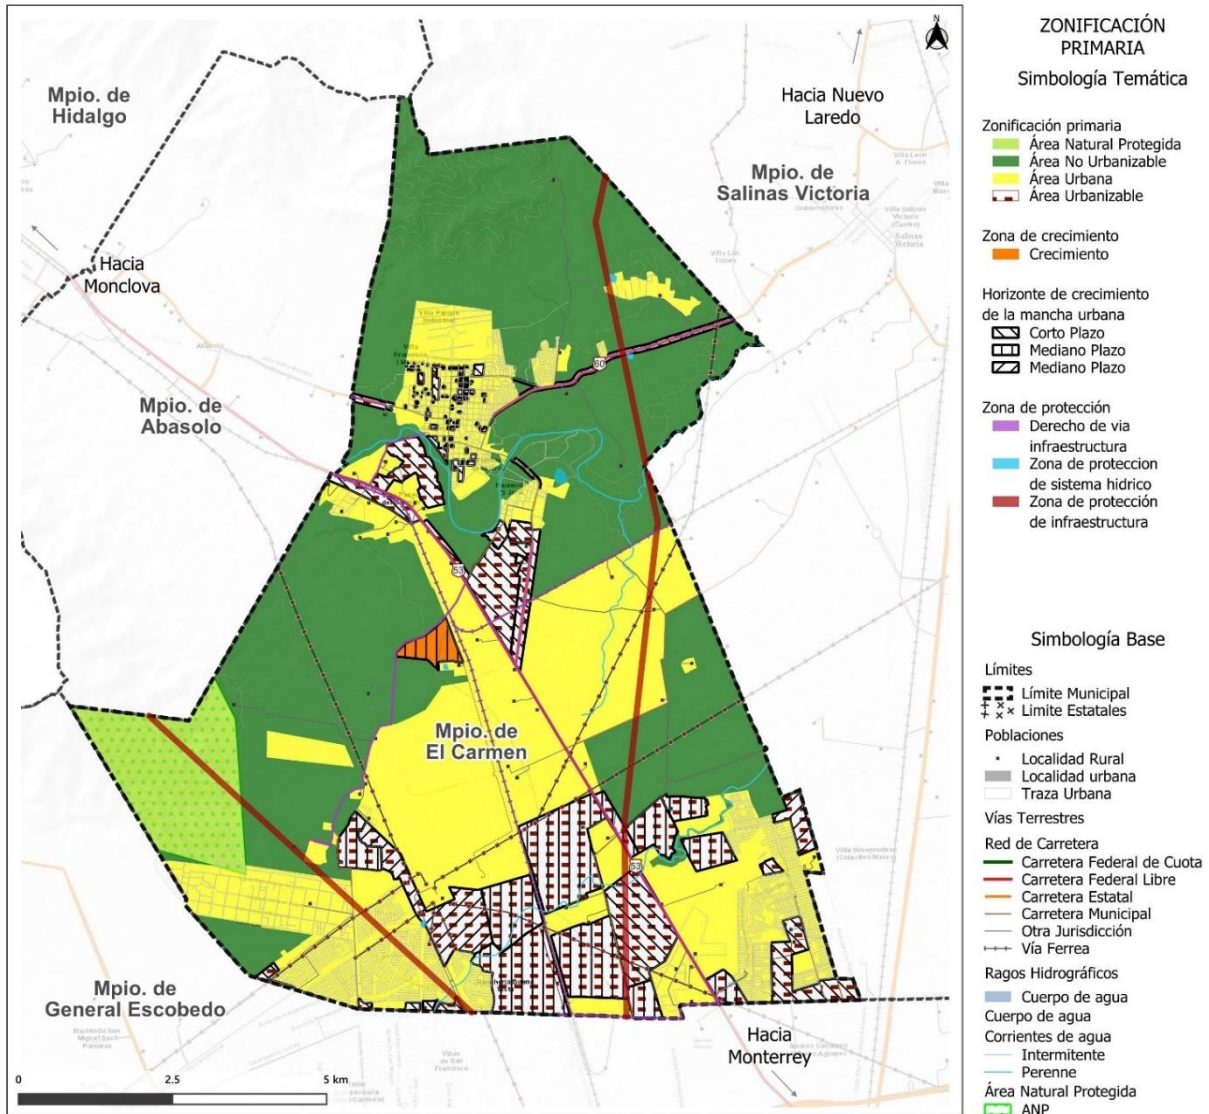 N
Mpio. de
Hidalgo
Hacia Nuevo
Laredo
Mpio. de
Salinas Victoria
Hacia
Monclova
Mpio. de
Abasolo
60
53
Mpio. de
El Carmen
53
Mpio. de
General Escobedo
Hacia
Monterrey
0 2.5 5 km
ZONIFICACIÓN
PRIMARIA
Simbología Temática
Zonificación primaria
Área Natural Protegida
Área No Urbanizable
Área Urbana
Área Urbanizable
Zona de crecimiento
Crecimiento
Horizonte de crecimiento
de la mancha urbana
Corto Plazo
Mediano Plazo
Mediano Plazo
Zona de protección
Derecho de via
infraestructura
Zona de proteccion
de sistema hidrico
Zona de protección
de infraestructura
Simbología Base
Límites
Límite Municipal
Limite Estatales
Poblaciones
Localidad Rural
Localidad urbana
Traza Urbana
Vías Terrestres
Red de Carretera
Carretera Federal de Cuota
Carretera Federal Libre
Carretera Estatal
Carretera Municipal
Otra Jurisdicción
Vía Ferrea
Ragos Hidrográficos
Cuerpo de agua
Cuerpo de agua
Corrientes de agua
Intermitente
Perenne
Área Natural Protegida
ANP